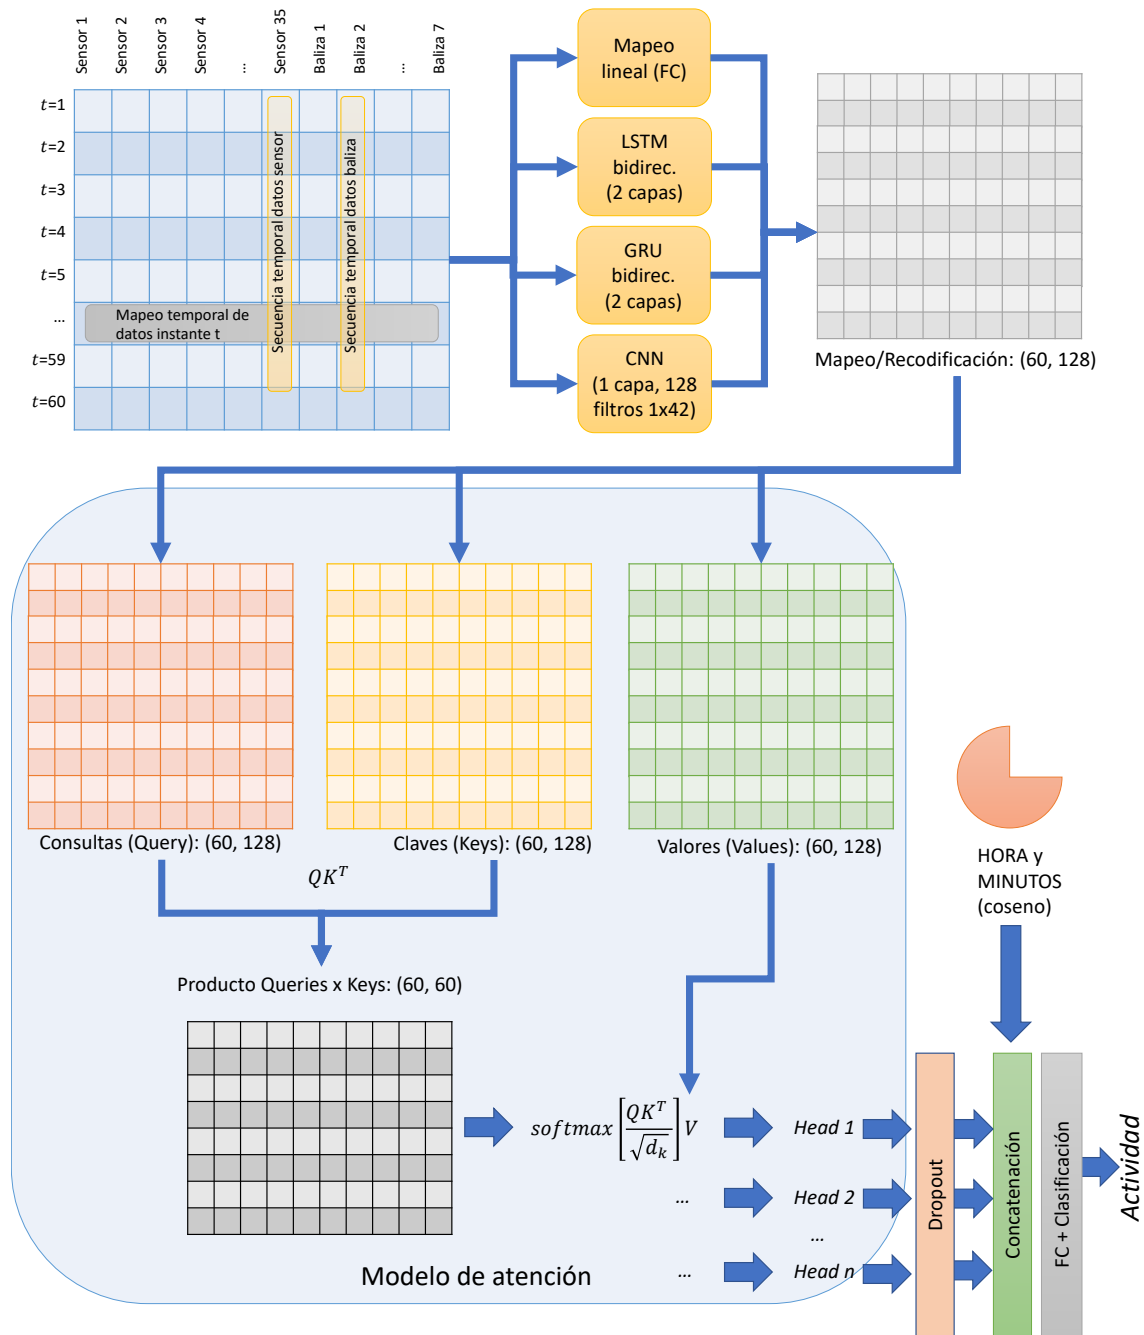 Sensor 1
Sensor 2
Sensor 3
Sensor 4
...
Sensor 35
Baliza 1
Baliza 2
...
Baliza 7
t=1
t=2
t=3
t=4
t=5
...
t=59
t=60
Secuencia temporal datos sensor
Secuencia temporal datos baliza
Mapeo temporal de
datos instante t
Mapeo
lineal (FC)
LSTM
bidirec.
(2 capas)
GRU
bidirec.
(2 capas)
CNN
(1 capa, 128
filtros 1x42)
Mapeo/Recodificación: (60, 128)
Consultas (Query): (60, 128)
Claves (Keys): (60, 128)
Valores (Values): (60, 128)
QK^T
HORA y
MINUTOS
(coseno)
Producto Queries x Keys: (60, 60)
softmax[QK^T/√d_k]V
Head 1
...
Head 2
...
...
Head n
Modelo de atención
Dropout
Concatenación
FC + Clasificación
Actividad